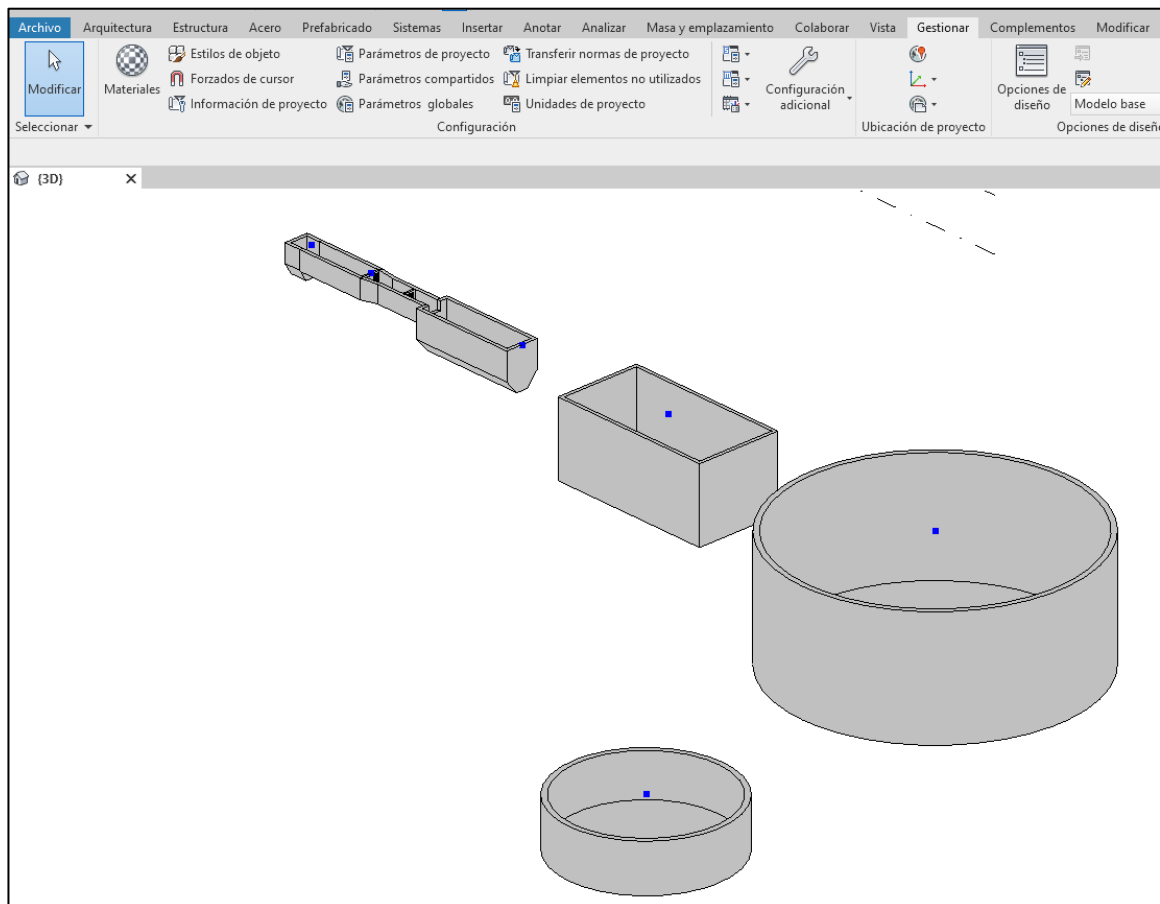 Archivo Arquitectura Estructura Acero Prefabricado Sistemas Insertar Anotar Analizar Masa y emplazamiento Colaborar Vista Gestionar Complementos Modificar
Modificar
Materiales
Estilos de objeto
Forzados de cursor
Información de proyecto
Parámetros de proyecto
Parámetros compartidos
Parámetros globales
Transferir normas de proyecto
Limpiar elementos no utilizados
Unidades de proyecto
Configuración
adicional
Opciones de
diseño
Modelo base
Seleccionar Configuración Ubicación de proyecto Opciones de diseño
{3D}